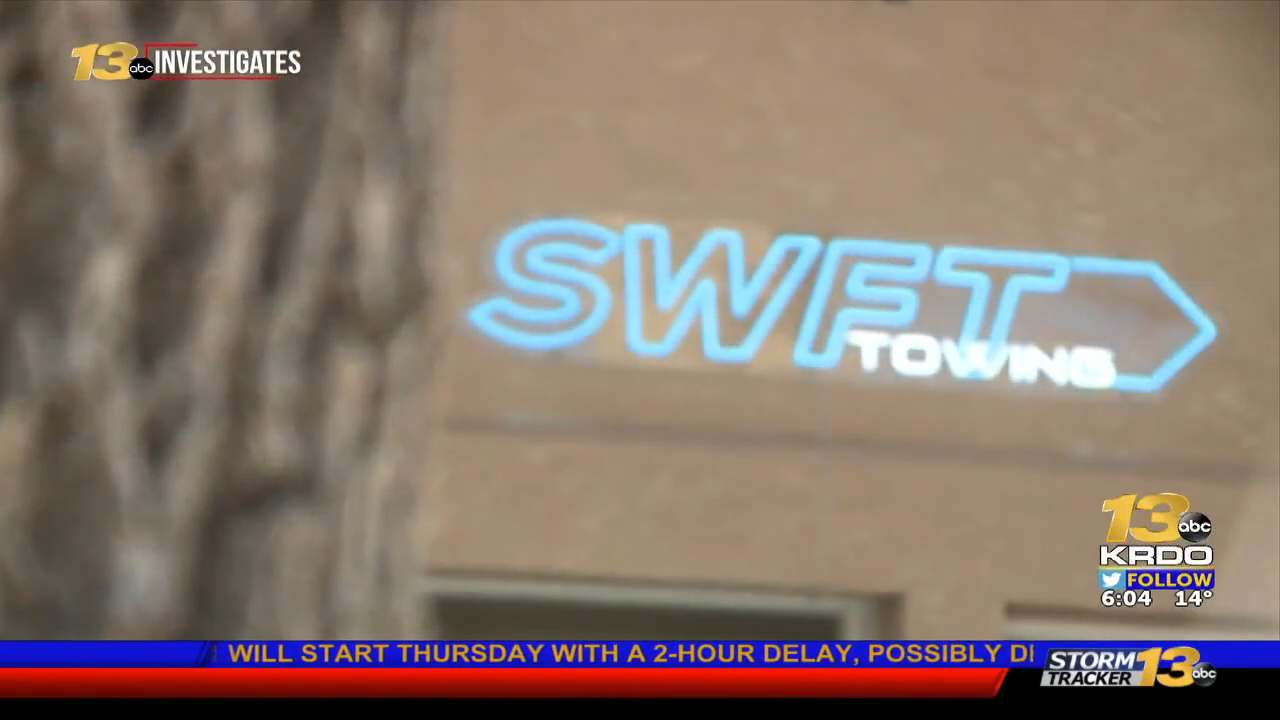 13 abc INVESTIGATES
SWFT
TOWING
13 abc
KRDO
FOLLOW
6:04 14°
WILL START THURSDAY WITH A 2-HOUR DELAY, POSSIBLY
STORM
TRACKER
13 abc